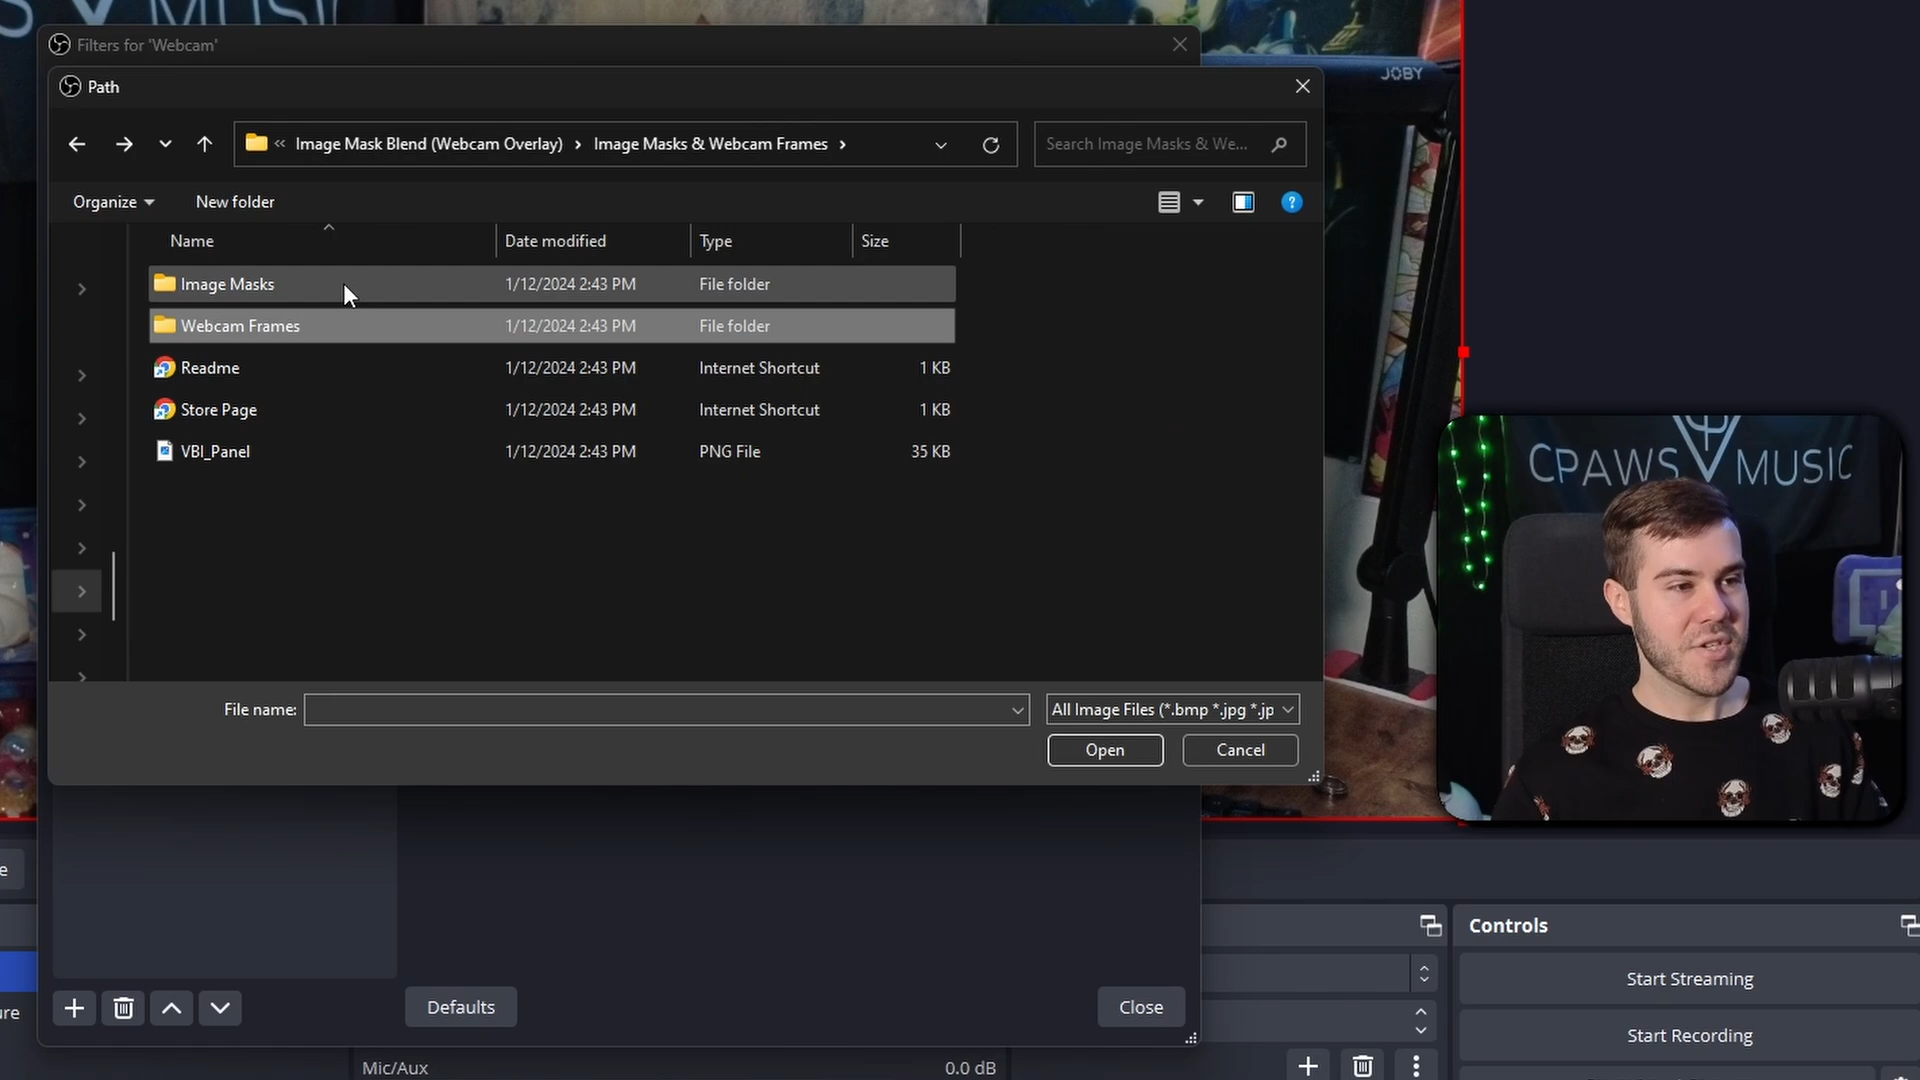 Filters for 'Webcam'
Path
JOBY
« Image Mask Blend (Webcam Overlay) › Image Masks & Webcam Frames ›
Search Image Masks & We...
Organize
New folder
Name
Date modified
Type
Size
Image Masks 1/12/2024 2:43 PM File folder
Webcam Frames 1/12/2024 2:43 PM File folder
Readme 1/12/2024 2:43 PM Internet Shortcut 1 KB
Store Page 1/12/2024 2:43 PM Internet Shortcut 1 KB
VBI_Panel 1/12/2024 2:43 PM PNG File 35 KB
CPAWS MUSIC
File name:
All Image Files (*.bmp *.jpg *.jp
Open
Cancel
e
Controls
Start Streaming
ure
Defaults
Close
Start Recording
Mic/Aux
0.0 dB